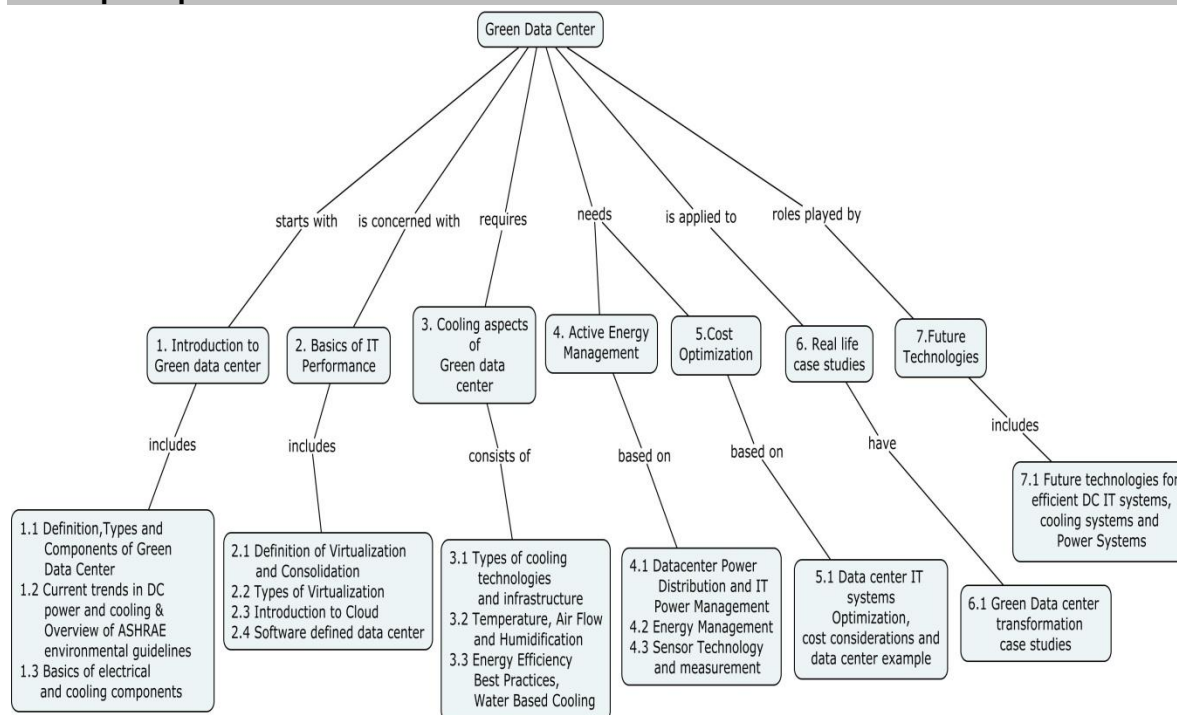 Green Data Center
starts with
is concerned with
requires
needs
is applied to
roles played by
1. Introduction to
Green data center
2. Basics of IT
Performance
3. Cooling aspects
of
Green data
center
4. Active Energy
Management
5.Cost
Optimization
6. Real life
case studies
7.Future
Technologies
includes
includes
consists of
based on
based on
have
includes
1.1 Definition,Types and
Components of Green
Data Center
1.2 Current trends in DC
power and cooling &
Overview of ASHRAE
environmental guidelines
1.3 Basics of electrical
and cooling components
2.1 Definition of Virtualization
and Consolidation
2.2 Types of Virtualization
2.3 Introduction to Cloud
2.4 Software defined data center
3.1 Types of cooling
technologies
and infrastructure
3.2 Temperature, Air Flow
and Humidification
3.3 Energy Efficiency
Best Practices,
Water Based Cooling
4.1 Datacenter Power
Distribution and IT
Power Management
4.2 Energy Management
4.3 Sensor Technology
and measurement
5.1 Data center IT
systems
Optimization,
cost considerations and
data center example
6.1 Green Data center
transformation
case studies
7.1 Future technologies for
efficient DC IT systems,
cooling systems and
Power Systems